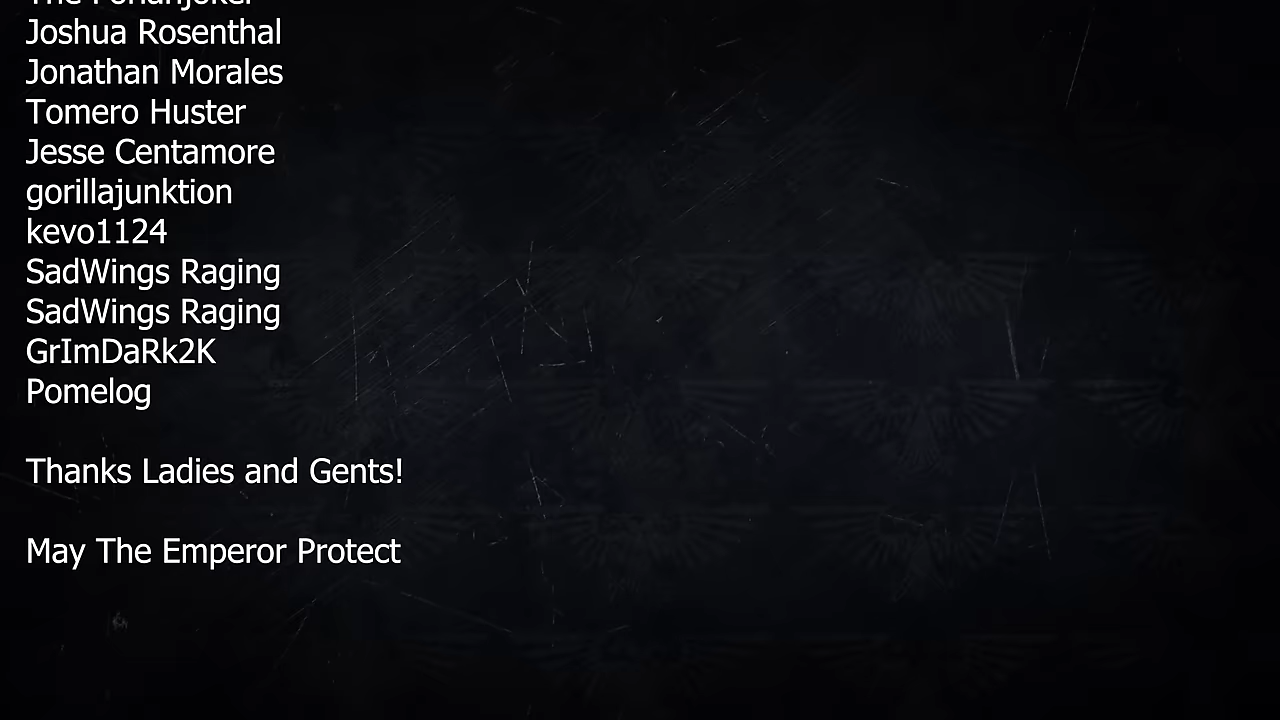 Joshua Rosenthal
Jonathan Morales
Tomero Huster
Jesse Centamore
gorillajunktion
kevo1124
SadWings Raging
SadWings Raging
GrImDaRk2K
Pomelog
Thanks Ladies and Gents!
May The Emperor Protect